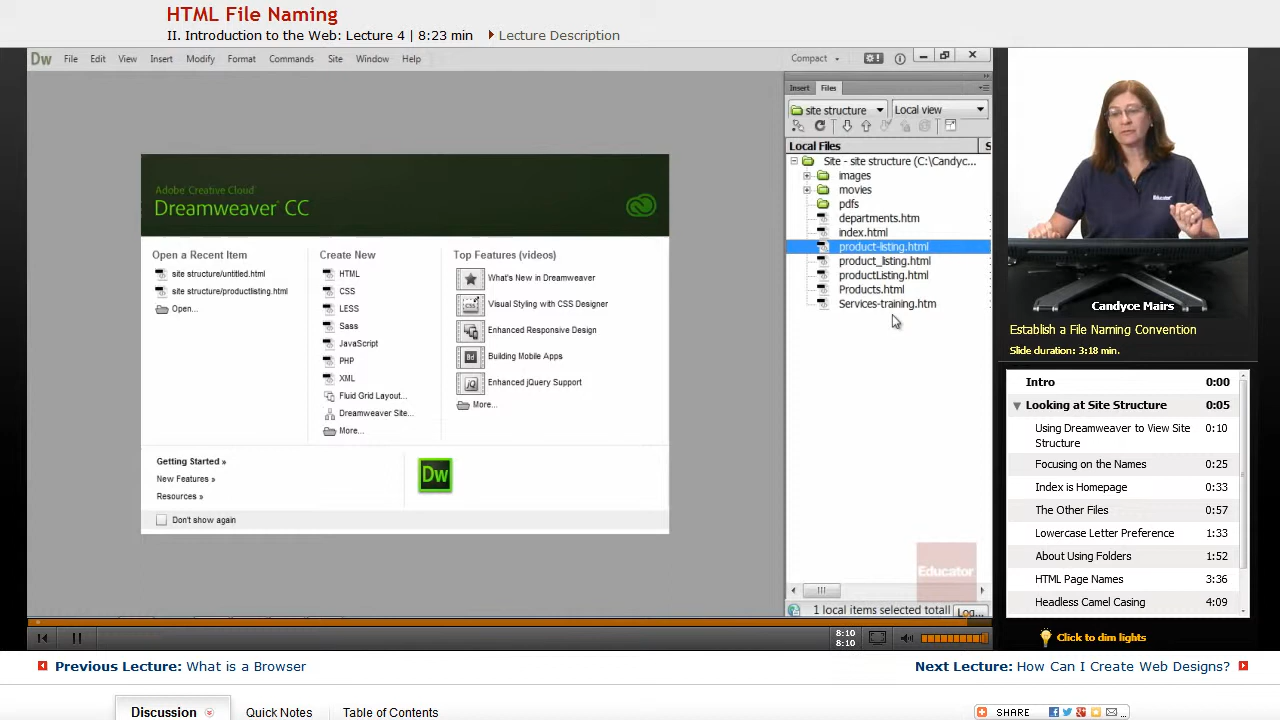 HTML File Naming
II. Introduction to the Web: Lecture 4 | 8:23 min
Lecture Description
Dw File Edit View Insert Modify Format Commands Site Window Help
Compact
Insert Files
site structure Local view
Local Files S
Site - site structure (C:\Candyc...
images
movies
pdfs
departments.htm
index.html
product-listing.html
product_listing.html
productListing.html
Products.html
Services-training.htm
1 local items selected totalI Log...
Adobe Creative Cloud
Dreamweaver CC
Open a Recent Item
site structure/untitled.html
site structure/productlisting.html
Open...
Create New
HTML
CSS
LESS
Sass
JavaScript
PHP
XML
Fluid Grid Layout...
Dreamweaver Site...
More...
Top Features (videos)
What's New in Dreamweaver
Visual Styling with CSS Designer
Enhanced Responsive Design
Building Mobile Apps
Enhanced jQuery Support
More...
Getting Started »
New Features »
Resources »
Dw
Don't show again
Educator
Educator
Candyce Mairs
Establish a File Naming Convention
Slide duration: 3:18 min.
Intro 0:00
Looking at Site Structure 0:05
Using Dreamweaver to View Site 0:10
Structure
Focusing on the Names 0:25
Index is Homepage 0:33
The Other Files 0:57
Lowercase Letter Preference 1:33
About Using Folders 1:52
HTML Page Names 3:36
Headless Camel Casing 4:09
8:10
8:10
Click to dim lights
Previous Lecture: What is a Browser
Next Lecture: How Can I Create Web Designs?
Discussion Quick Notes Table of Contents
SHARE